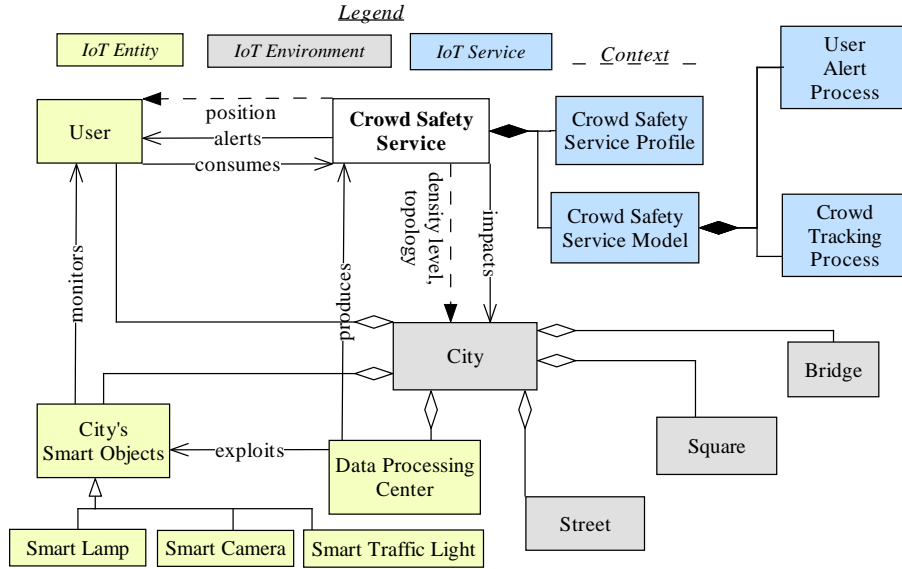 Legend
IoT Entity
IoT Environment
IoT Service
Context
User
position
alerts
consumes
Crowd Safety
Service
Crowd Safety
Service Profile
Crowd Safety
Service Model
User
Alert
Process
Crowd
Tracking
Process
monitors
produces
density level,
topology
impacts
City
Bridge
Square
Street
City's
Smart Objects
exploits
Data Processing
Center
Smart Lamp
Smart Camera
Smart Traffic Light